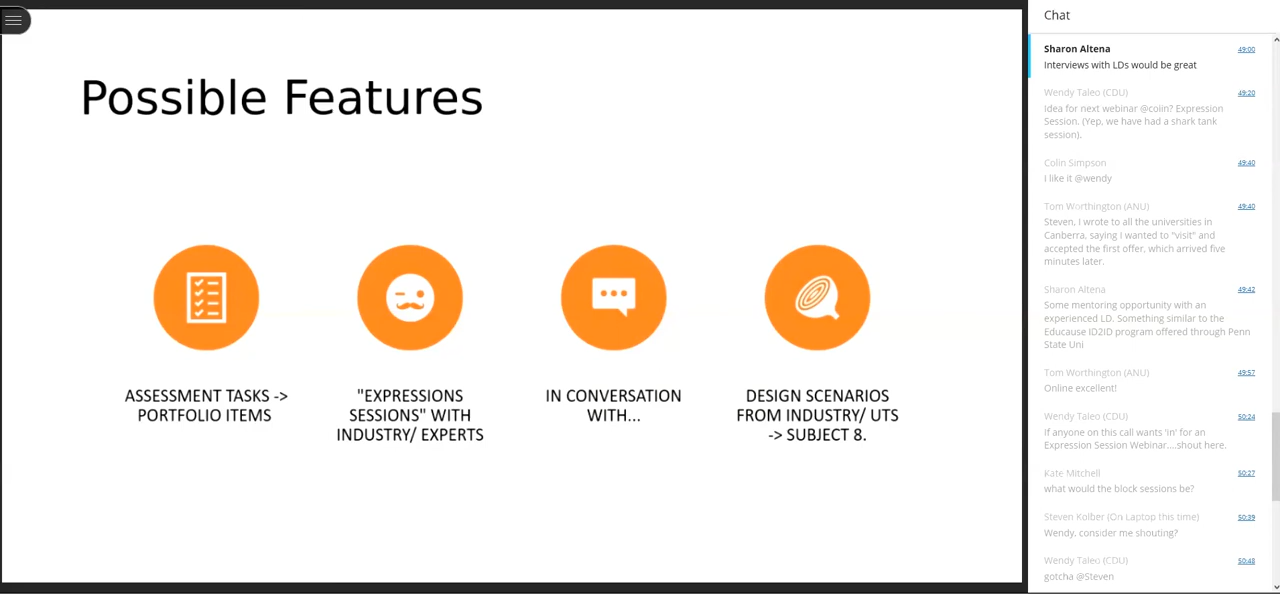 Possible Features
ASSESSMENT TASKS ->
PORTFOLIO ITEMS
"EXPRESSIONS
SESSIONS" WITH
INDUSTRY/ EXPERTS
IN CONVERSATION
WITH...
DESIGN SCENARIOS
FROM INDUSTRY/ UTS
-> SUBJECT 8.
Chat
Sharon Altena 49:00
Interviews with LDs would be great
Wendy Taleo (CDU) 49:20
Idea for next webinar @colin? Expression
Session. (Yep, we have had a shark tank
session).
Colin Simpson 49:40
I like it @wendy
Tom Worthington (ANU) 49:40
Steven, I wrote to all the universities in
Canberra, saying I wanted to "visit" and
accepted the first offer, which arrived five
minutes later.
Sharon Altena 49:42
Some mentoring opportunity with an
experienced LD. Something similar to the
Educause ID2ID program offered through Penn
State Uni
Tom Worthington (ANU) 49:57
Online excellent!
Wendy Taleo (CDU) 50:24
If anyone on this call wants 'in' for an
Expression Session Webinar....shout here.
Kate Mitchell 50:27
what would the block sessions be?
Steven Kolber (On Laptop this time) 50:39
Wendy, consider me shouting?
Wendy Taleo (CDU) 50:48
gotcha @Steven